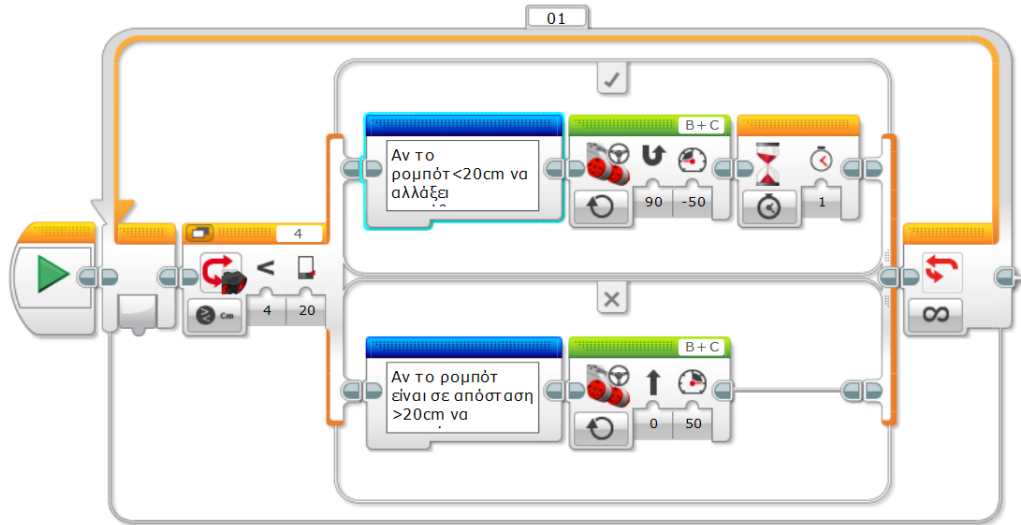 01
Αν το
ρομπότ<20cm να
αλλάξει
B+C
90 -50
1
4
<
Cm
4 20
∞
Αν το ρομπότ
είναι σε απόσταση
>20cm να
B+C
0 50